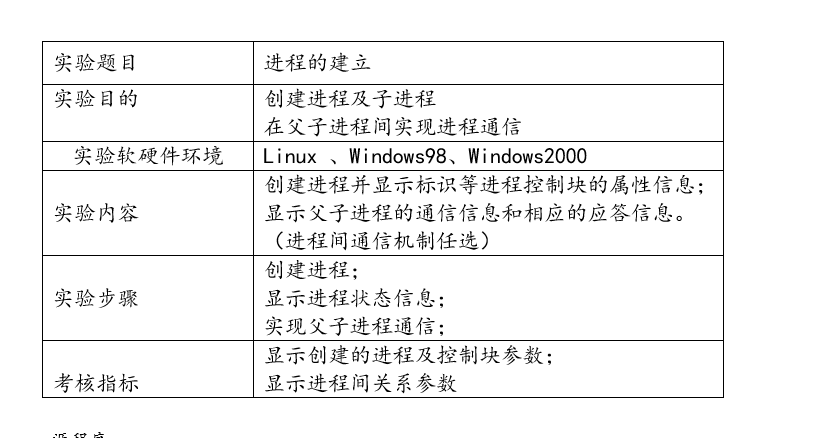 实验题目 进程的建立
实验目的 创建进程及子进程
在父子进程间实现进程通信
实验软硬件环境 Linux 、Windows98、Windows2000
创建进程并显示标识等进程控制块的属性信息；
实验内容 显示父子进程的通信信息和相应的应答信息。
（进程间通信机制任选）
创建进程；
实验步骤 显示进程状态信息；
实现父子进程通信；
显示创建的进程及控制块参数；
考核指标 显示进程间关系参数